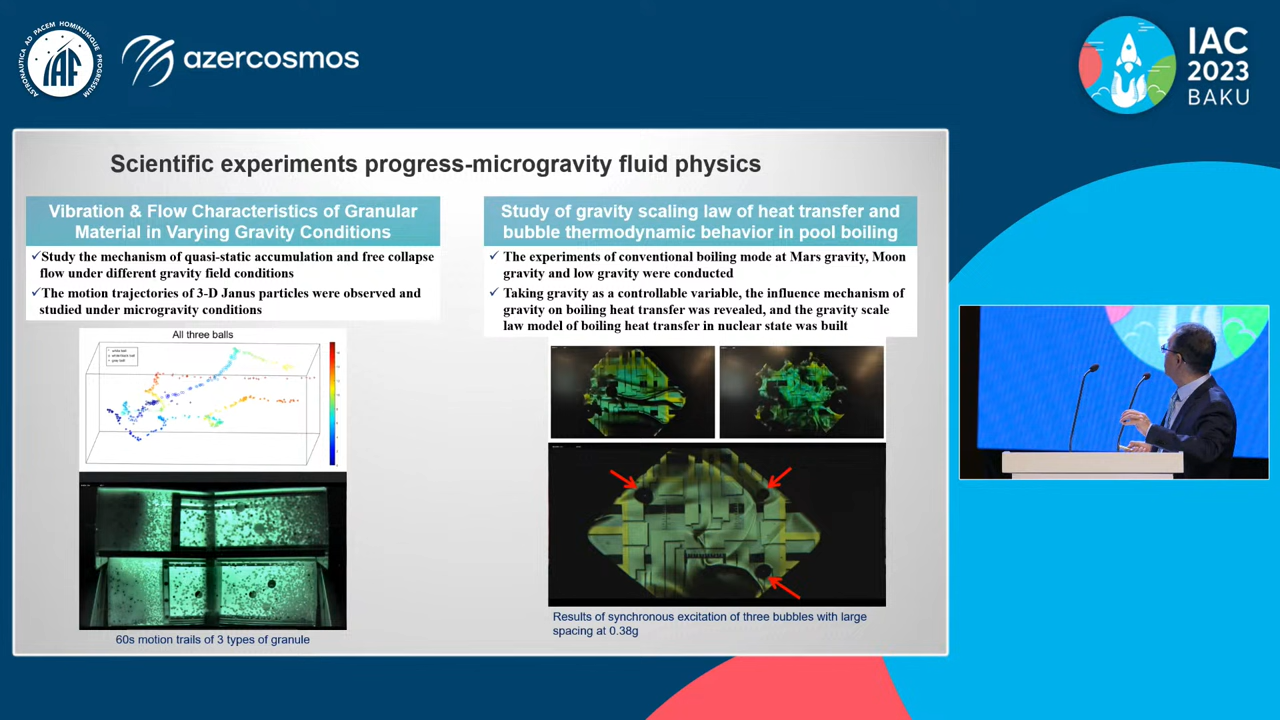 ASTRONAUTICA AD PACEM HOMINUMQUE PROGRESSUM
IAF
azercosmos
IAC
2023
BAKU
Scientific experiments progress-microgravity fluid physics
Vibration & Flow Characteristics of Granular
Material in Varying Gravity Conditions
✓Study the mechanism of quasi-static accumulation and free collapse
flow under different gravity field conditions
✓The motion trajectories of 3-D Janus particles were observed and
studied under microgravity conditions
All three balls
60s motion trails of 3 types of granule
Study of gravity scaling law of heat transfer and
bubble thermodynamic behavior in pool boiling
✓ The experiments of conventional boiling mode at Mars gravity, Moon
gravity and low gravity were conducted
✓ Taking gravity as a controllable variable, the influence mechanism of
gravity on boiling heat transfer was revealed, and the gravity scale
law model of boiling heat transfer in nuclear state was built
Results of synchronous excitation of three bubbles with large
spacing at 0.38g